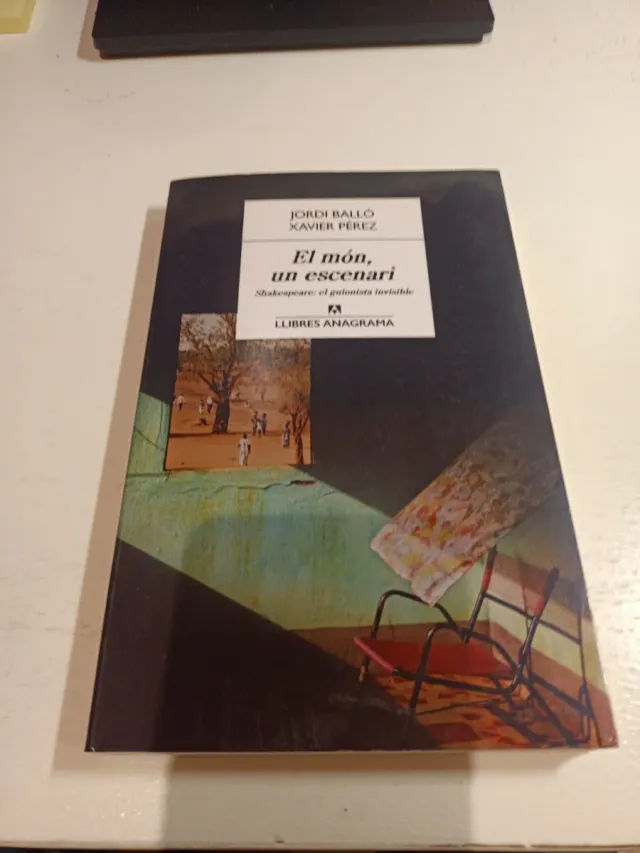 JORDI BALLÓ
XAVIER PÉREZ
El món,
un escenari
Shakespeare: el guionista invisible
LLIBRES ANAGRAMA